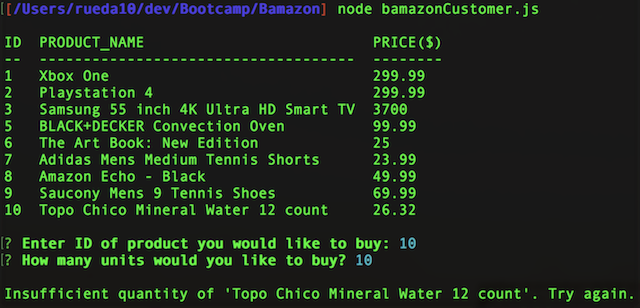 [[/Users/rueda10/dev/Bootcamp/Bamazon] node bamazonCustomer.js
ID  PRODUCT_NAME                         PRICE($)
--  -----------------------------------  --------
1   Xbox One                             299.99
2   Playstation 4                        299.99
3   Samsung 55 inch 4K Ultra HD Smart TV  3700
5   BLACK+DECKER Convection Oven         99.99
6   The Art Book: New Edition            25
7   Adidas Mens Medium Tennis Shorts     23.99
8   Amazon Echo - Black                  49.99
9   Saucony Mens 9 Tennis Shoes          69.99
10  Topo Chico Mineral Water 12 count    26.32
[? Enter ID of product you would like to buy: 10
[? How many units would you like to buy? 10
Insufficient quantity of 'Topo Chico Mineral Water 12 count'. Try again.